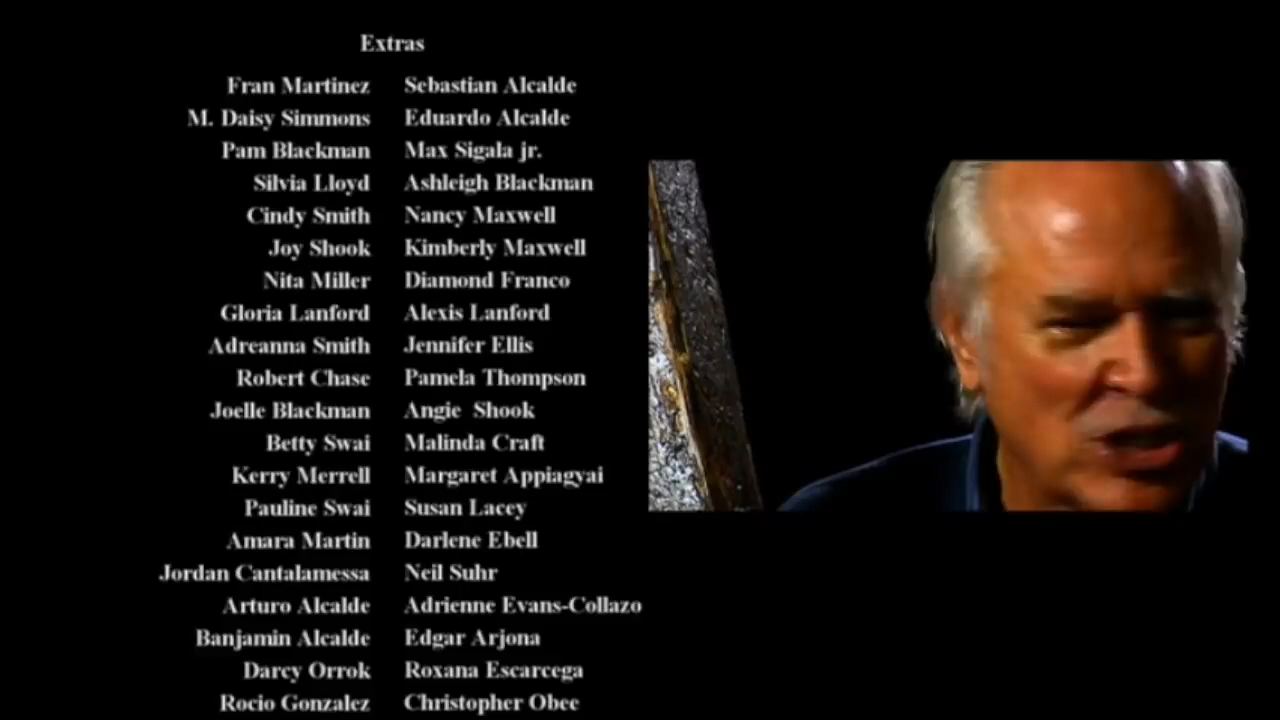 Extras
Fran Martinez Sebastian Alcalde
M. Daisy Simmons Eduardo Alcalde
Pam Blackman Max Sigala jr.
Silvia Lloyd Ashleigh Blackman
Cindy Smith Nancy Maxwell
Joy Shook Kimberly Maxwell
Nita Miller Diamond Franco
Gloria Lanford Alexis Lanford
Adreanna Smith Jennifer Ellis
Robert Chase Pamela Thompson
Joelle Blackman Angie Shook
Betty Swai Malinda Craft
Kerry Merrell Margaret Appiagyai
Pauline Swai Susan Lacey
Amara Martin Darlene Ebell
Jordan Cantalamessa Neil Suhr
Arturo Alcalde Adrienne Evans-Collazo
Banjamin Alcalde Edgar Arjona
Darcy Orrok Roxana Escarcega
Rocio Gonzalez Christopher Obee